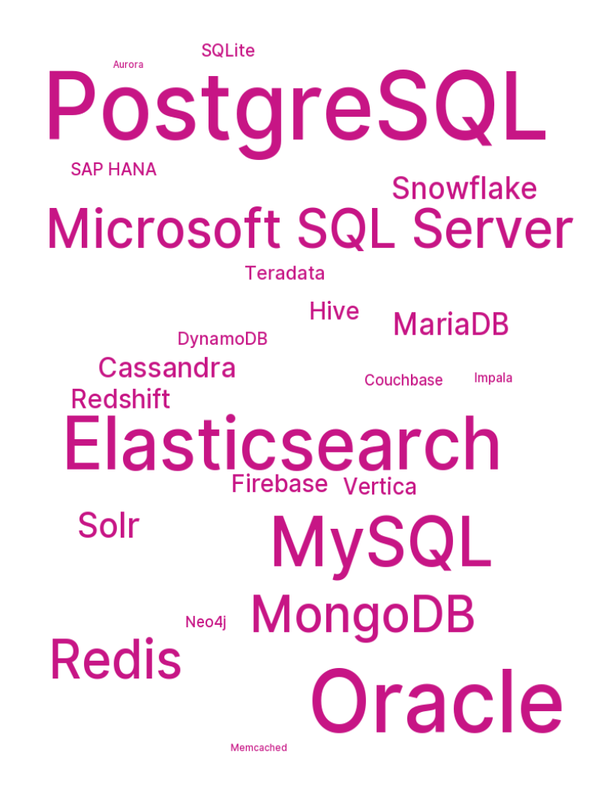 SQLite
Aurora
PostgreSQL
SAP HANA
Snowflake
Microsoft SQL Server
Teradata
Hive
MariaDB
DynamoDB
Cassandra
Couchbase
Impala
Redshift
Elasticsearch
Firebase
Vertica
Solr
MySQL
MongoDB
Neo4j
Redis
Oracle
Memcached